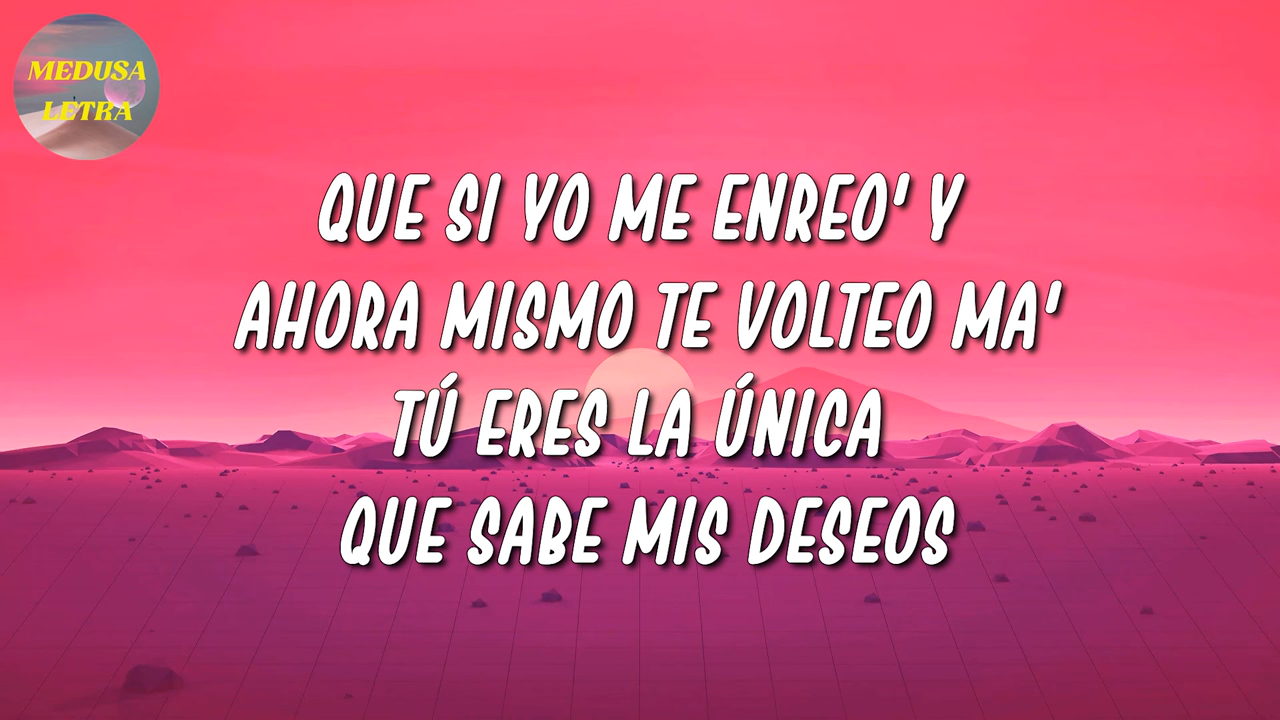 MEDUSA
LETRA
QUE SI YO ME ENREO' Y
AHORA MISMO TE VOLTEO MA'
TÚ ERES LA ÚNICA
QUE SABE MIS DESEOS